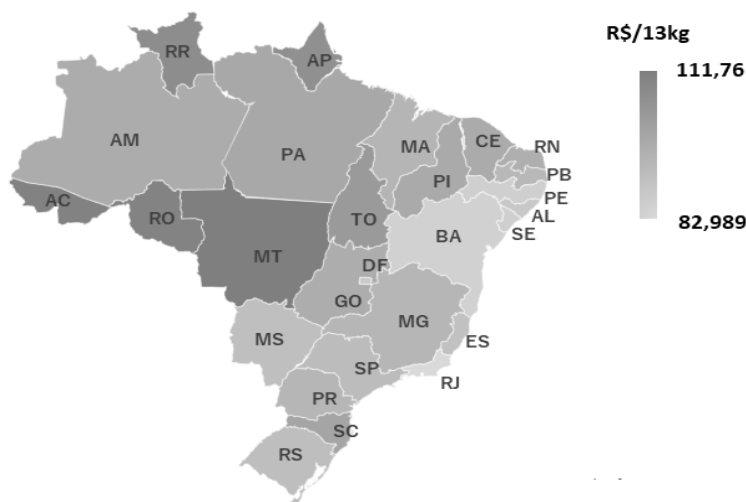 R$/13kg
111,76
82,989
RR
AP
AM
PA
MA
CE
RN
PB
PE
AL
SE
PI
AC
RO
TO
MT
BA
DF
GO
MG
MS
ES
SP
RJ
PR
SC
RS